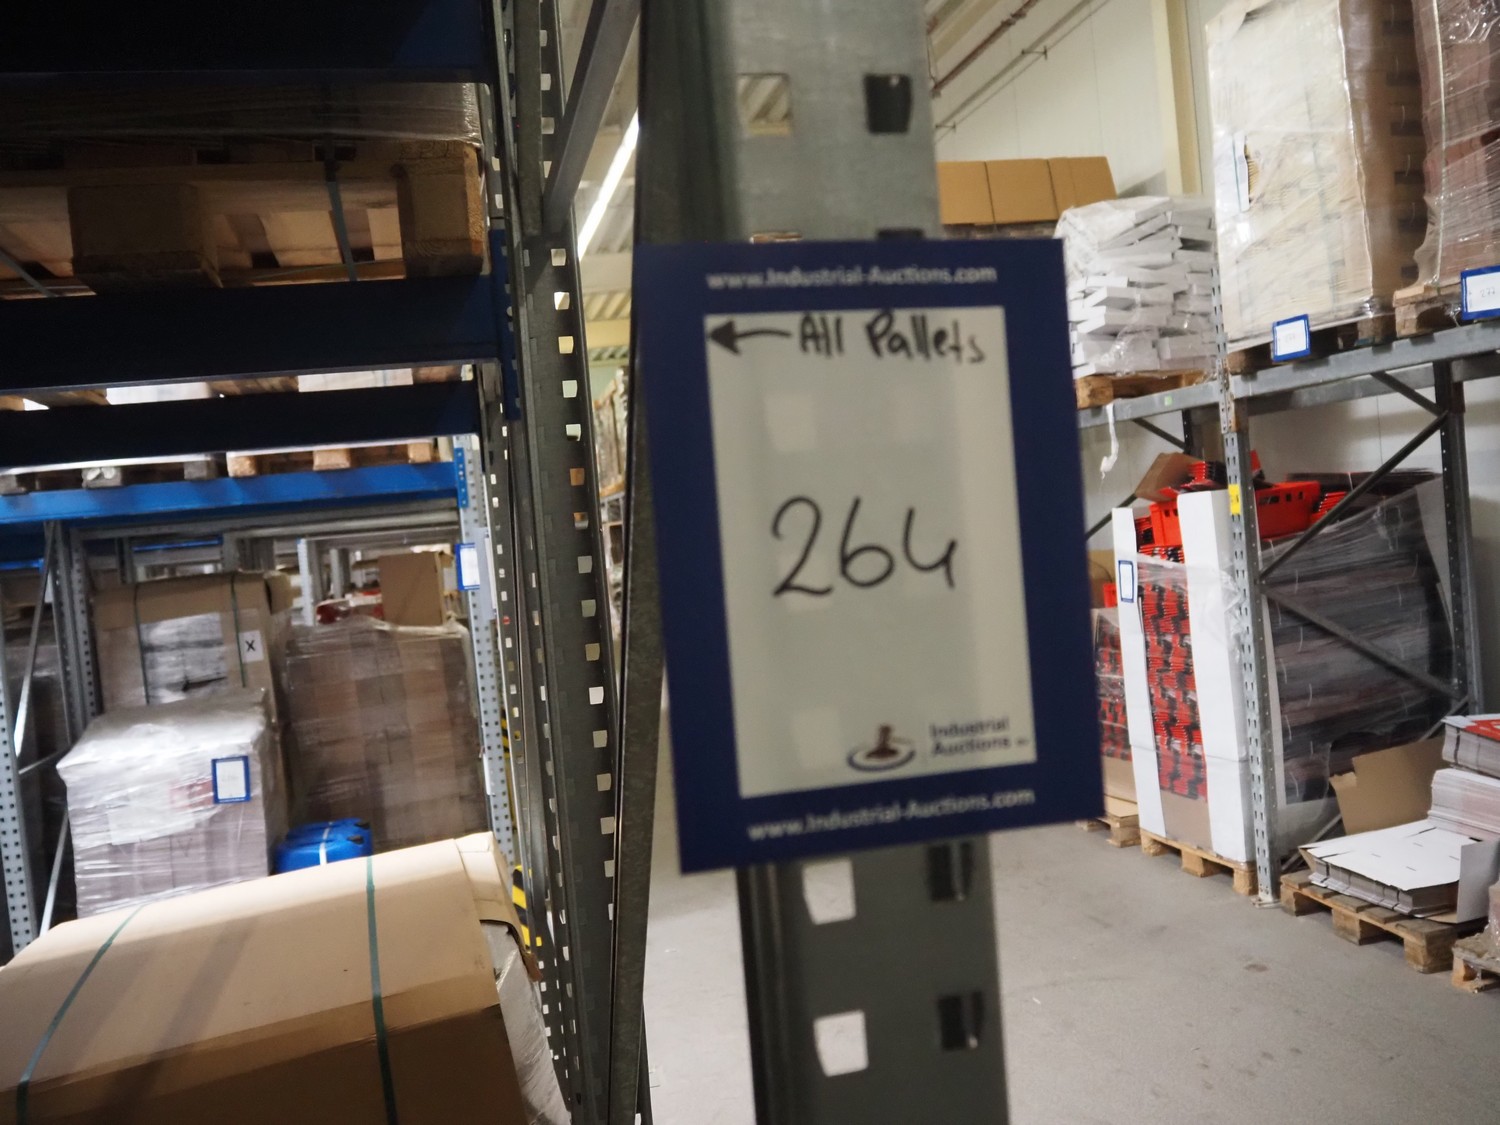 www.Industrial-Auctions.com
← All Pallets
264
Industrial
Auctions
www.Industrial-Auctions.com
X